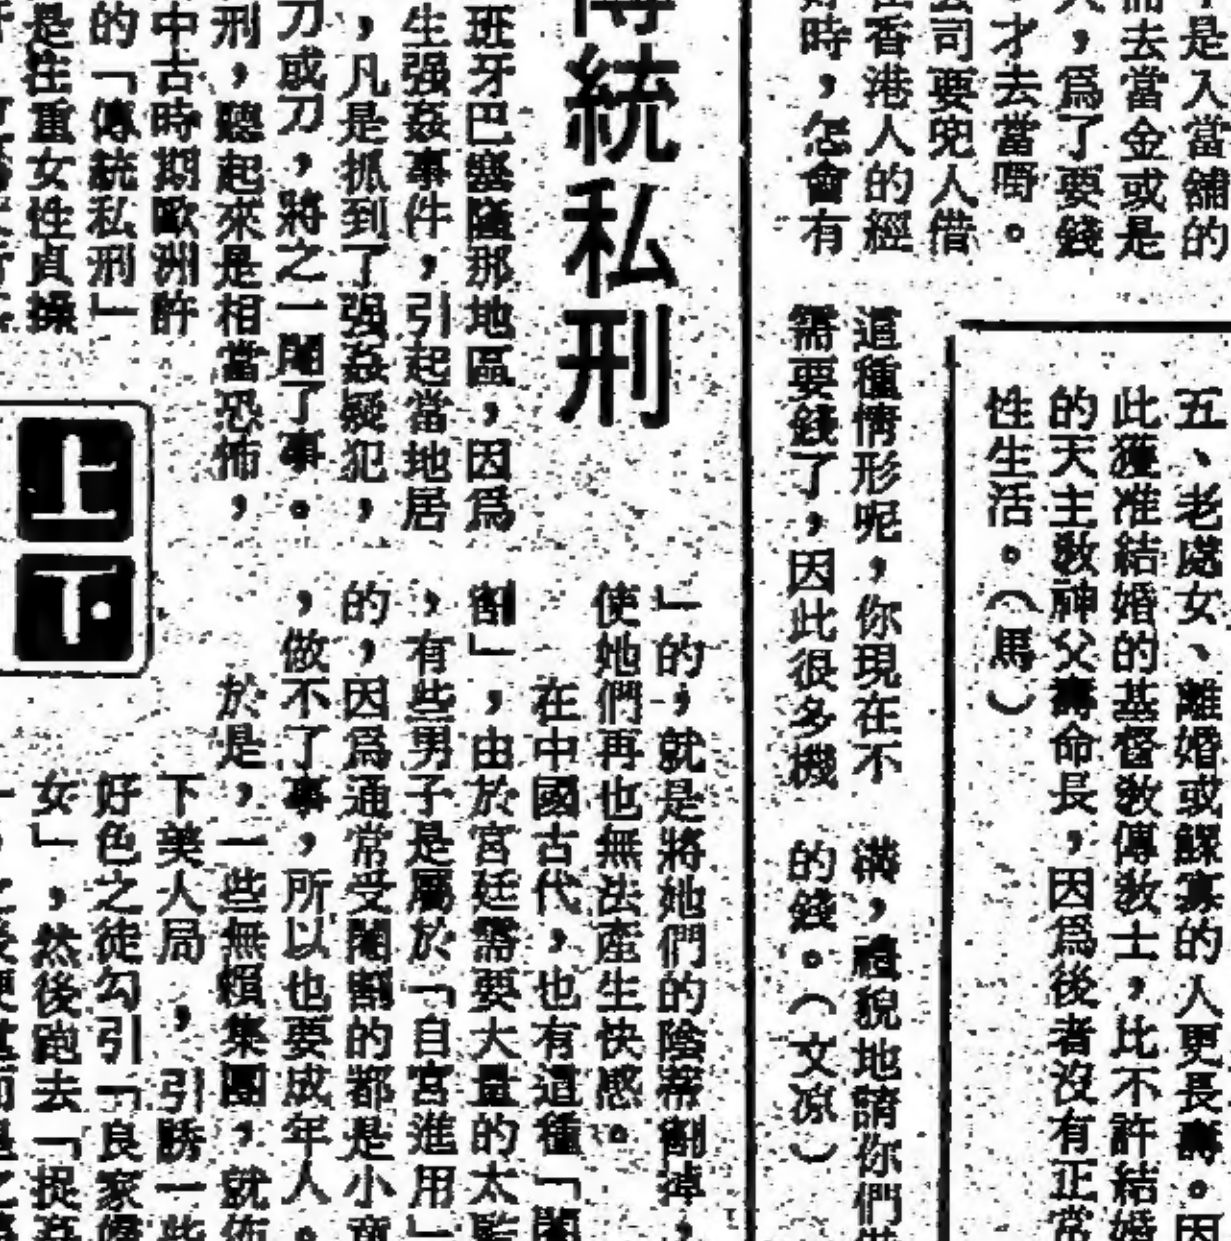 是入當舖的
去當金或是
，爲了要錢
才去當嘢。
司要兜人借
香港人的經
時，怎會有
五、老處女、離婚或鰥寡的人更長壽。因
此獲准結婚的基督敎傳敎士，比不許結婚
的天主敎神父壽命長，因爲後者沒有正常
性生活。（馬）
這種情形呢，你現在不
需要錢了，因此很多機
滿，禮貌地請你們
的錢。（文凉）
傳統私刑
班牙巴塞隆那地區，因爲
生强姦事件，引起當地居
，凡是抓到了强姦疑犯，
刀或刀，將之一閹了事。
刑，聽起來是相當恐怖，
中古時期歐洲許
的「傳統私刑」
是住重女性貞操
上下
」的，就是將她們的陰蒂割掉，
使她們再也無法產生快感。
在中國古代，也有這種「閹
割」，由於宮廷需要大量的太監
，有些男子是屬於「自宮進用」
的，因爲通常受閹割的都是小童
，做不了事，所以也要成年人。
於是，一些無賴集團，就佈
下美人局，引誘一些
好色之徒勾引「良家婦
女」，然後跑去「捉姦